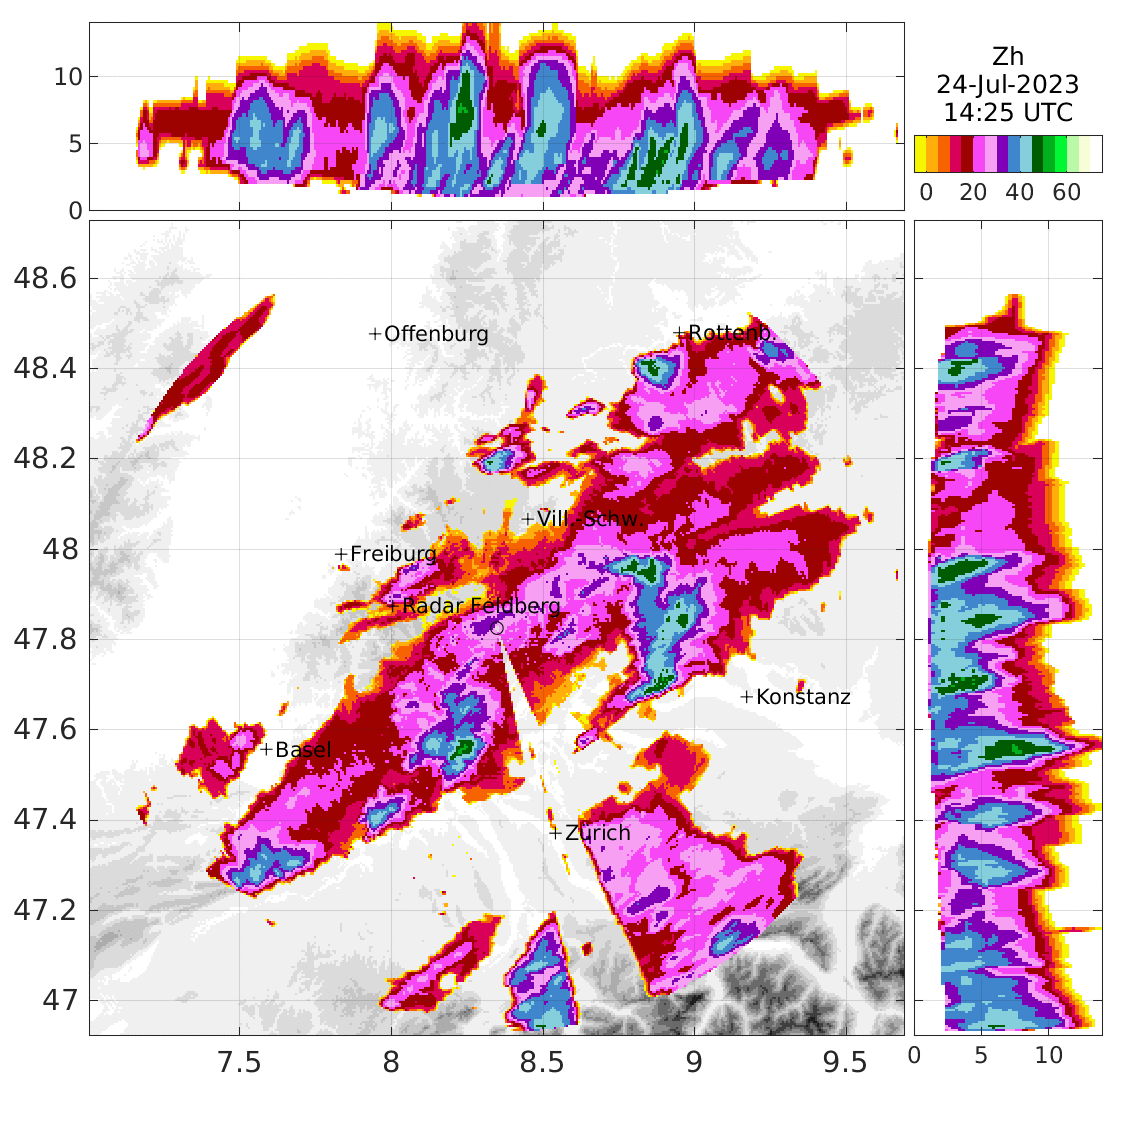 Zh
24-Jul-2023
14:25 UTC
0 20 40 60
10
5
0
48.6
48.4
48.2
48
47.8
47.6
47.4
47.2
47
+Offenburg
+Rottenb.
+Vill.-Schw.
+Freiburg
+Radar Feldberg
+Konstanz
+Basel
+Zürich
7.5 8 8.5 9 9.5
0 5 10